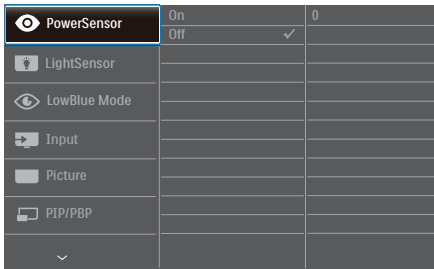 PowerSensor
On
0
Off
LightSensor
LowBlue Mode
Input
Picture
PIP/PBP